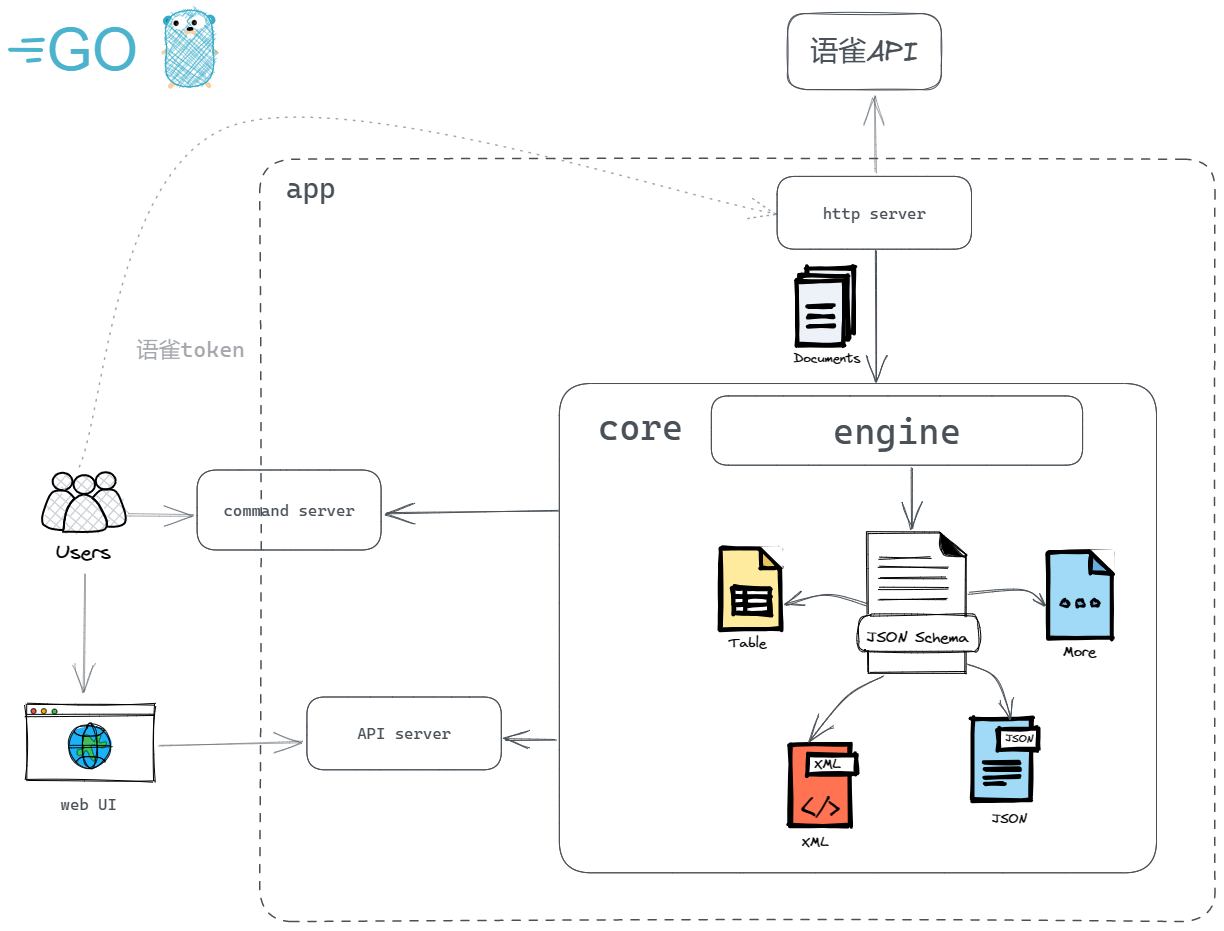 GO
语雀API
app
http server
语雀token
Documents
core
engine
command server
Users
JSON Schema
Table
More
API server
JSON
XML
web UI
JSON
XML